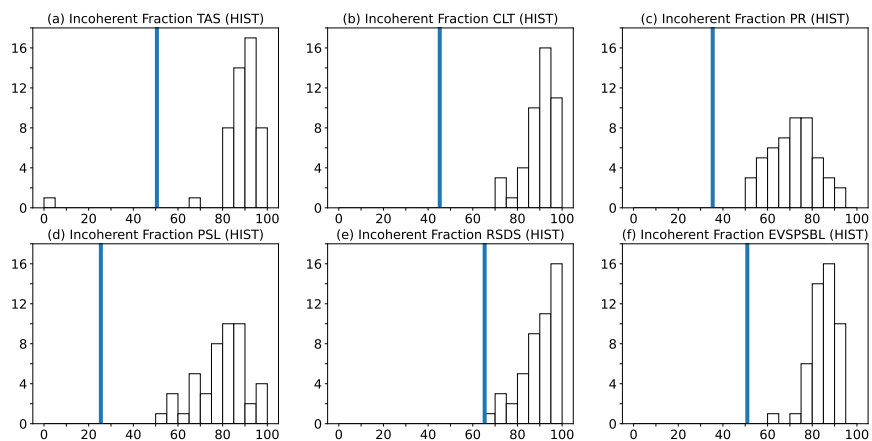 (a) Incoherent Fraction TAS (HIST)
16
12
8
4
0
0 20 40 60 80 100
(b) Incoherent Fraction CLT (HIST)
16
12
8
4
0
0 20 40 60 80 100
(c) Incoherent Fraction PR (HIST)
16
12
8
4
0
0 20 40 60 80 100
(d) Incoherent Fraction PSL (HIST)
16
12
8
4
0
0 20 40 60 80 100
(e) Incoherent Fraction RSDS (HIST)
16
12
8
4
0
0 20 40 60 80 100
(f) Incoherent Fraction EVSPSBL (HIST)
16
12
8
4
0
0 20 40 60 80 100